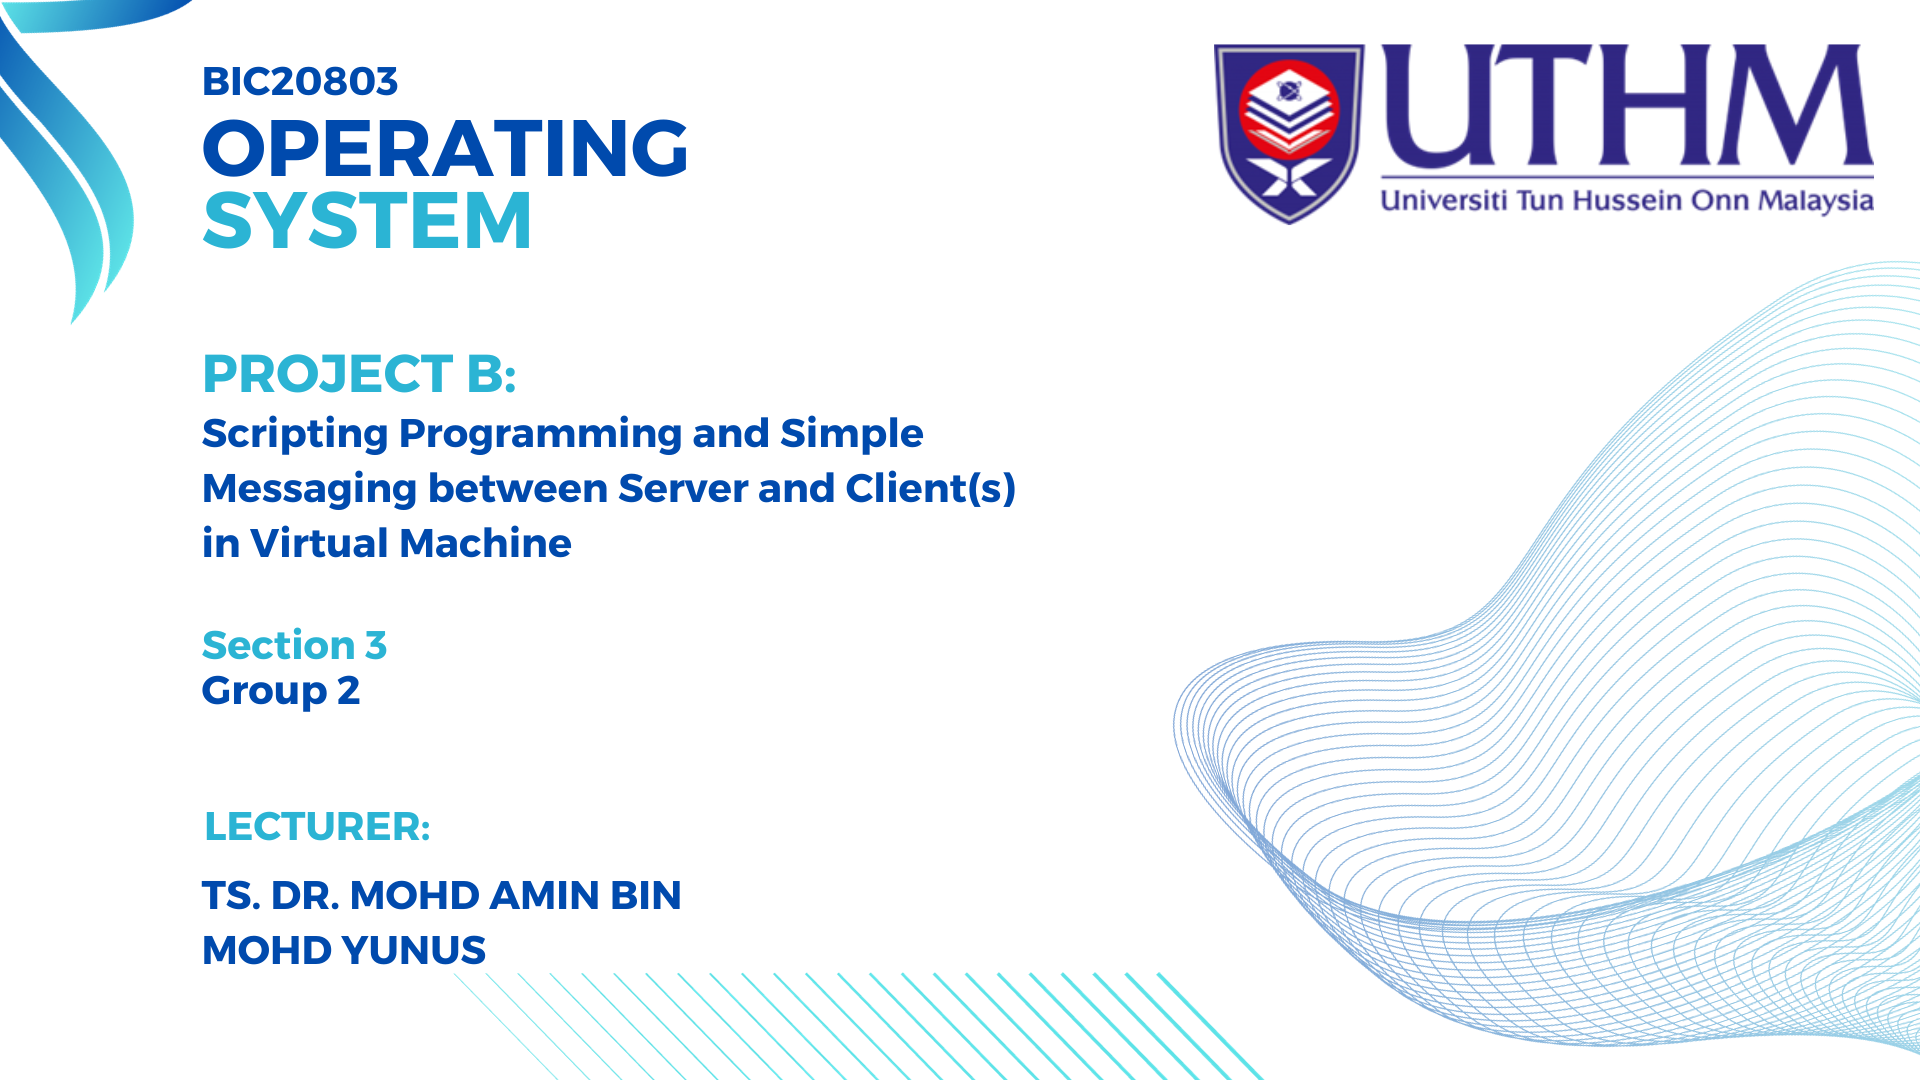 BIC20803
OPERATING
SYSTEM
UTHM
Universiti Tun Hussein Onn Malaysia
PROJECT B:
Scripting Programming and Simple
Messaging between Server and Client(s)
in Virtual Machine
Section 3
Group 2
LECTURER:
TS. DR. MOHD AMIN BIN
MOHD YUNUS